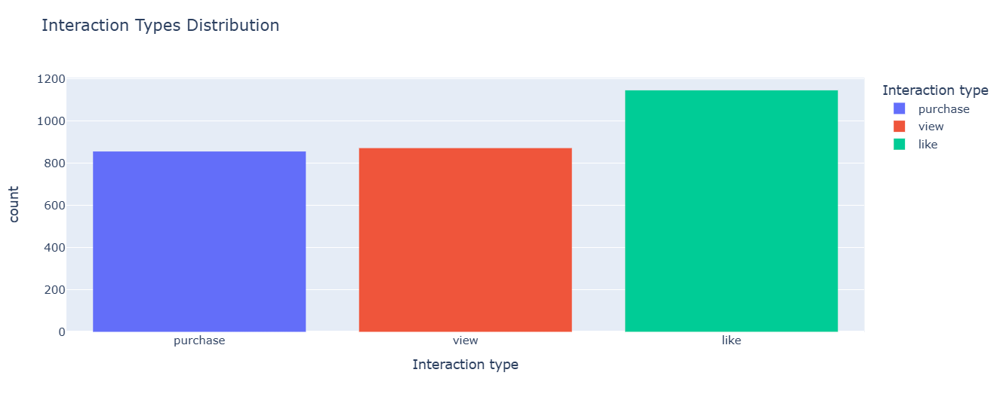 Interaction Types Distribution
1200
1000
800
600
400
200
0
count
purchase
view
like
Interaction type
Interaction type
purchase
view
like